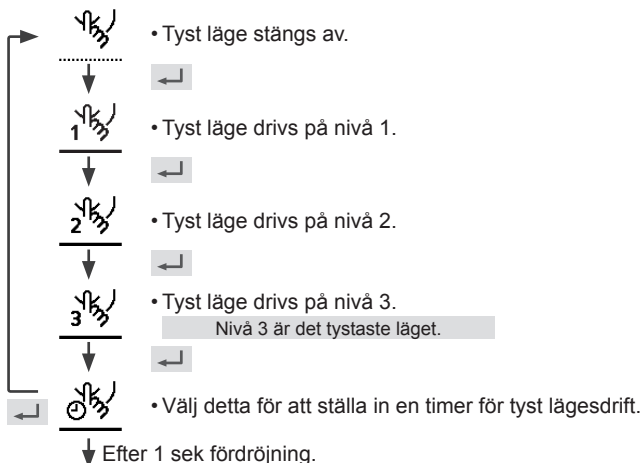 • Tyst läge stängs av.
1
• Tyst läge drivs på nivå 1.
2
• Tyst läge drivs på nivå 2.
3
• Tyst läge drivs på nivå 3.
Nivå 3 är det tystaste läget.
• Välj detta för att ställa in en timer för tyst lägesdrift.
Efter 1 sek fördröjning.